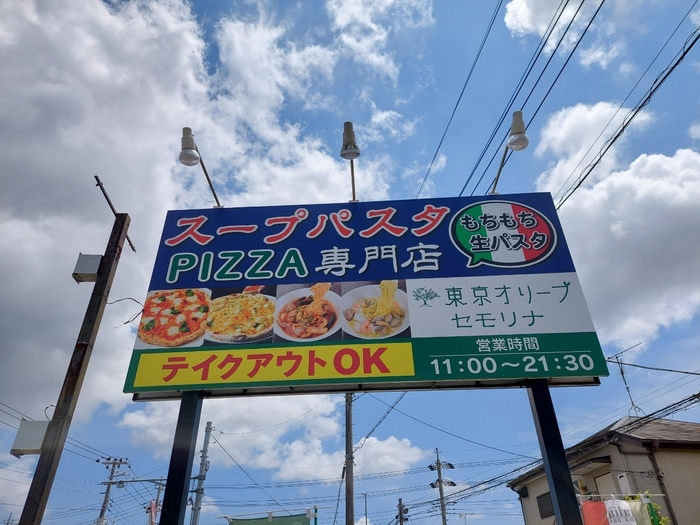 スープパスタ
PIZZA 専門店
もちもち
生パスタ
東京オリーブ
セモリナ
テイクアウトOK
営業時間
11:00～21:30